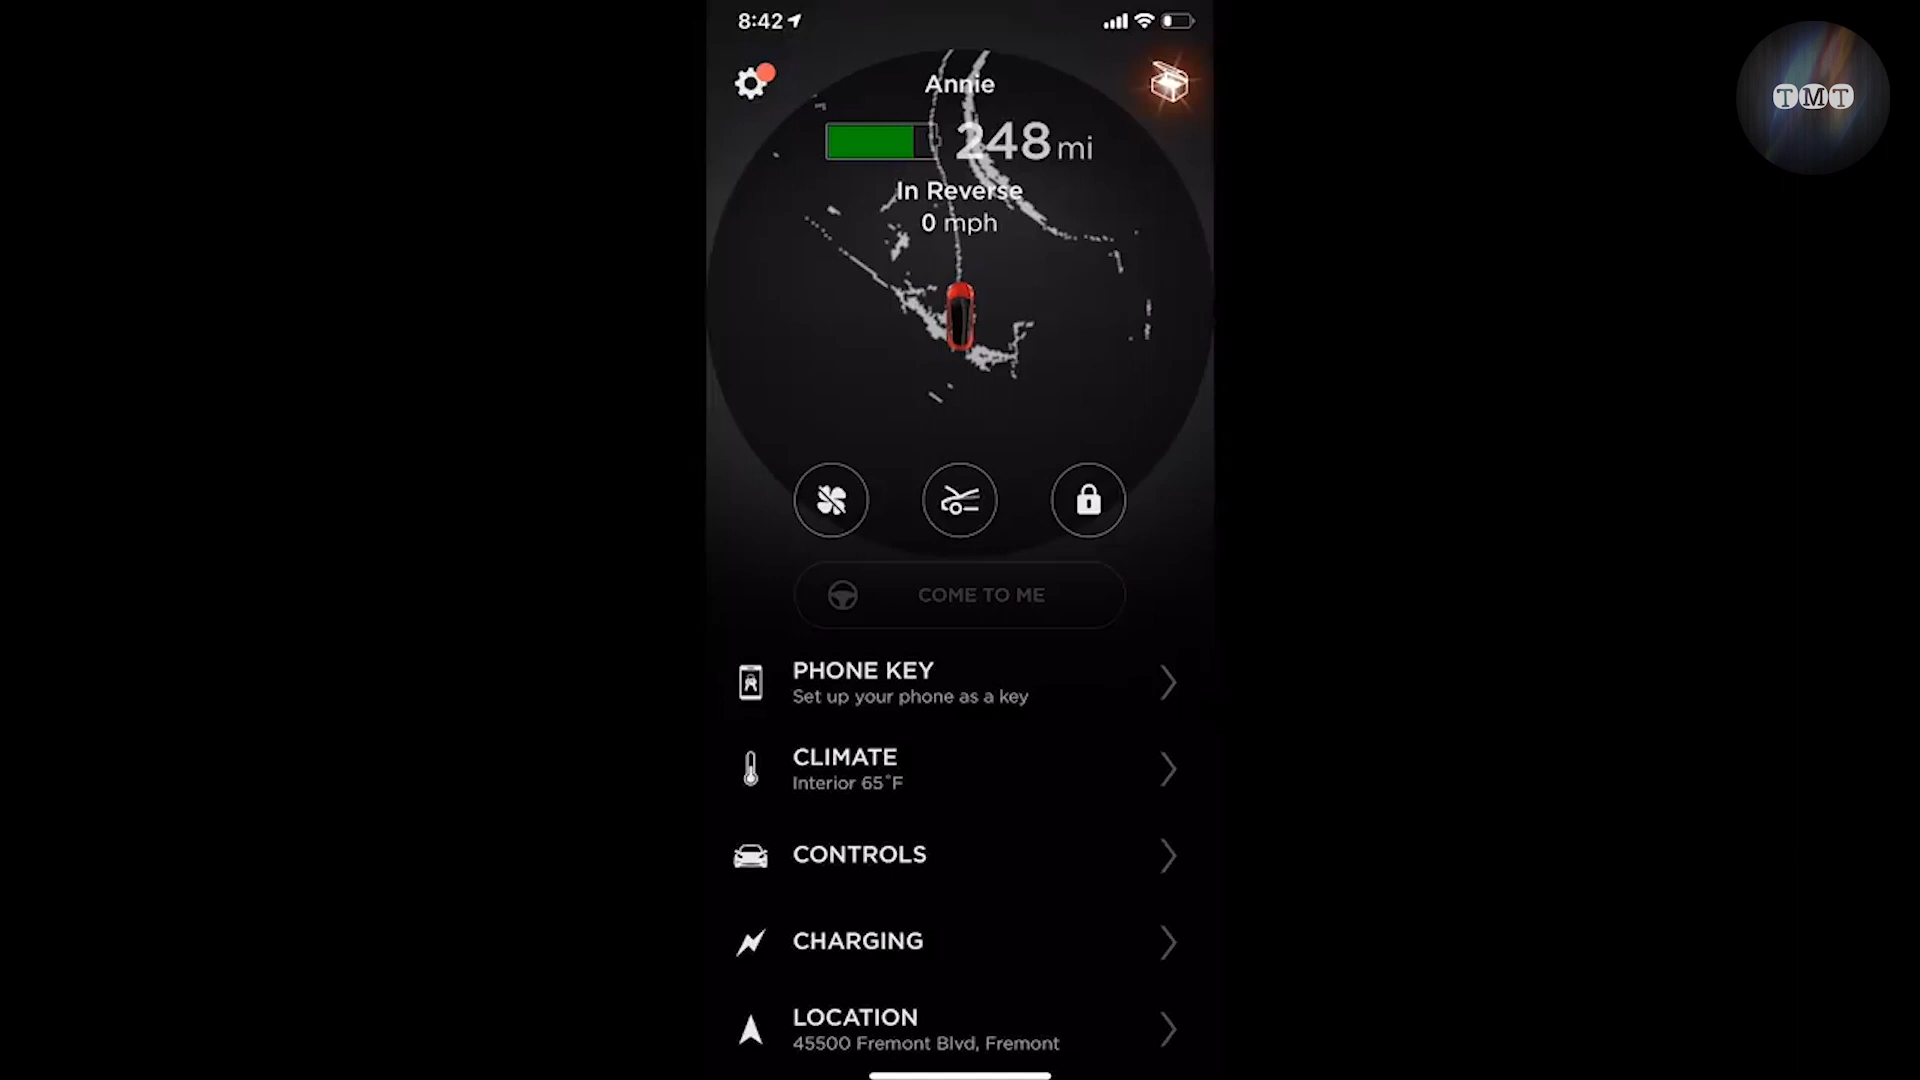 8:42
TMT
Annie
248 mi
In Reverse
0 mph
COME TO ME
PHONE KEY
Set up your phone as a key
CLIMATE
Interior 65°F
CONTROLS
CHARGING
LOCATION
45500 Fremont Blvd, Fremont